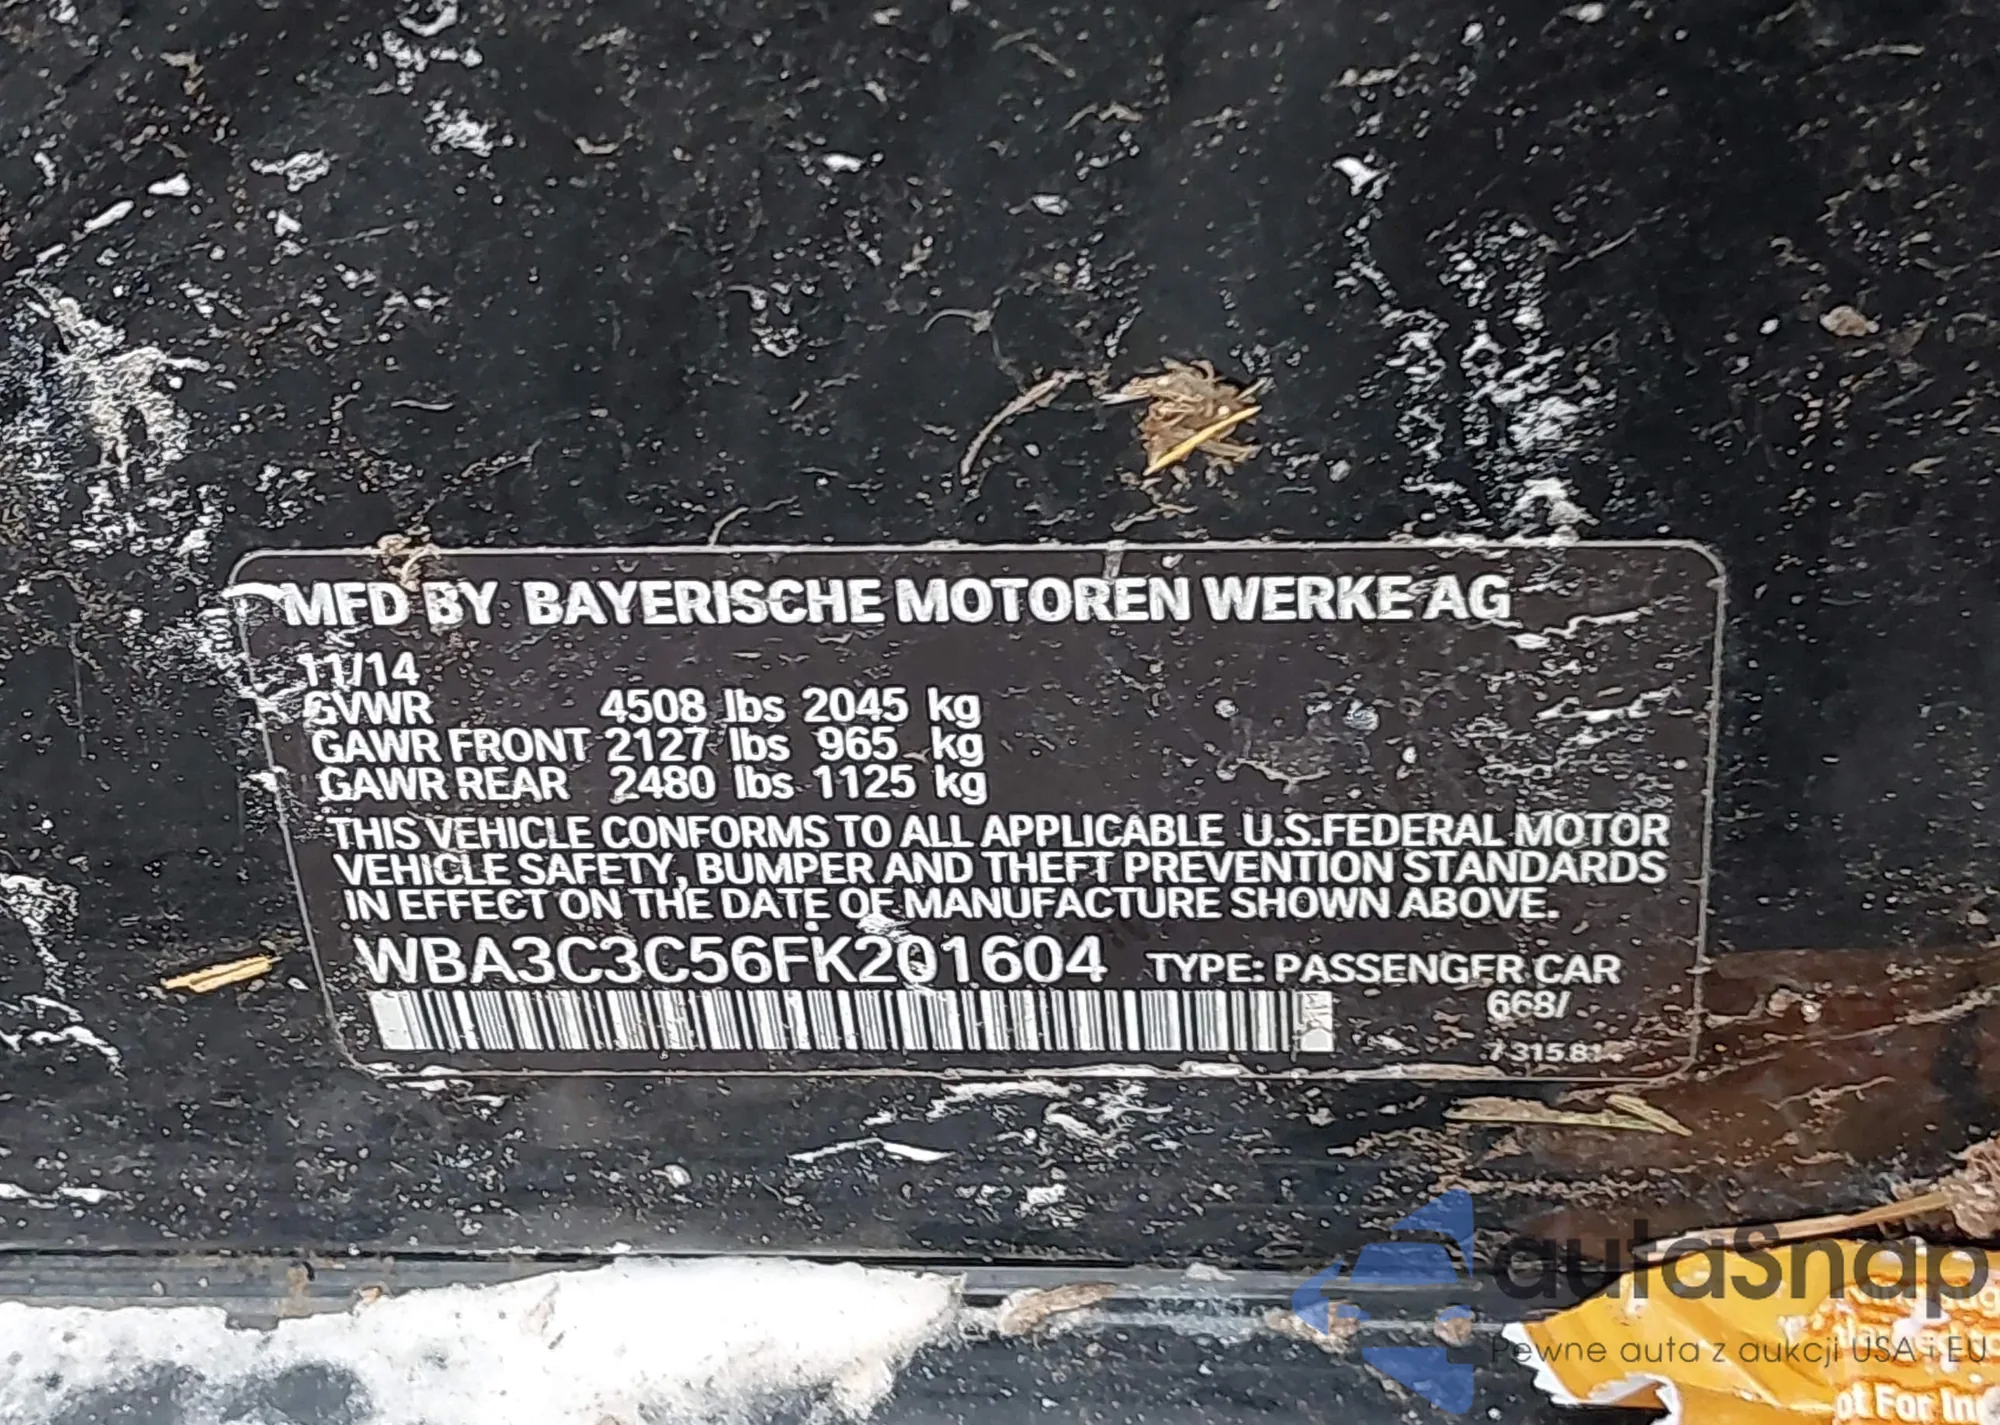 MFD BY BAYERISCHE MOTOREN WERKE AG
11/14
GVWR 4508 lbs 2045 kg
GAWR FRONT 2127 lbs 965 kg
GAWR REAR 2480 lbs 1125 kg
THIS VEHICLE CONFORMS TO ALL APPLICABLE U.S.FEDERAL MOTOR
VEHICLE SAFETY, BUMPER AND THEFT PREVENTION STANDARDS
IN EFFECT ON THE DATE OF MANUFACTURE SHOWN ABOVE.
WBA3C3C56FK201604 TYPE: PASSENGER CAR
668/
autaSnap
Pewne auta z aukcji USA i EU
ot For